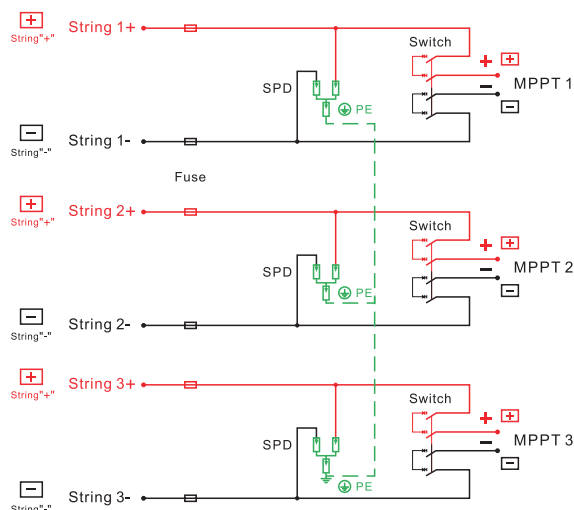 String 1+
String"+"
Switch
+ +
MPPT 1
SPD
PE
−
−
−
String 1-
String"-"
Fuse
+
String 2+
String"+"
Switch
+ +
MPPT 2
SPD
PE
−
−
−
String 2-
String"-"
+
String 3+
String"+"
Switch
+ +
MPPT 3
SPD
−
−
PE
−
String 3-
String"-"